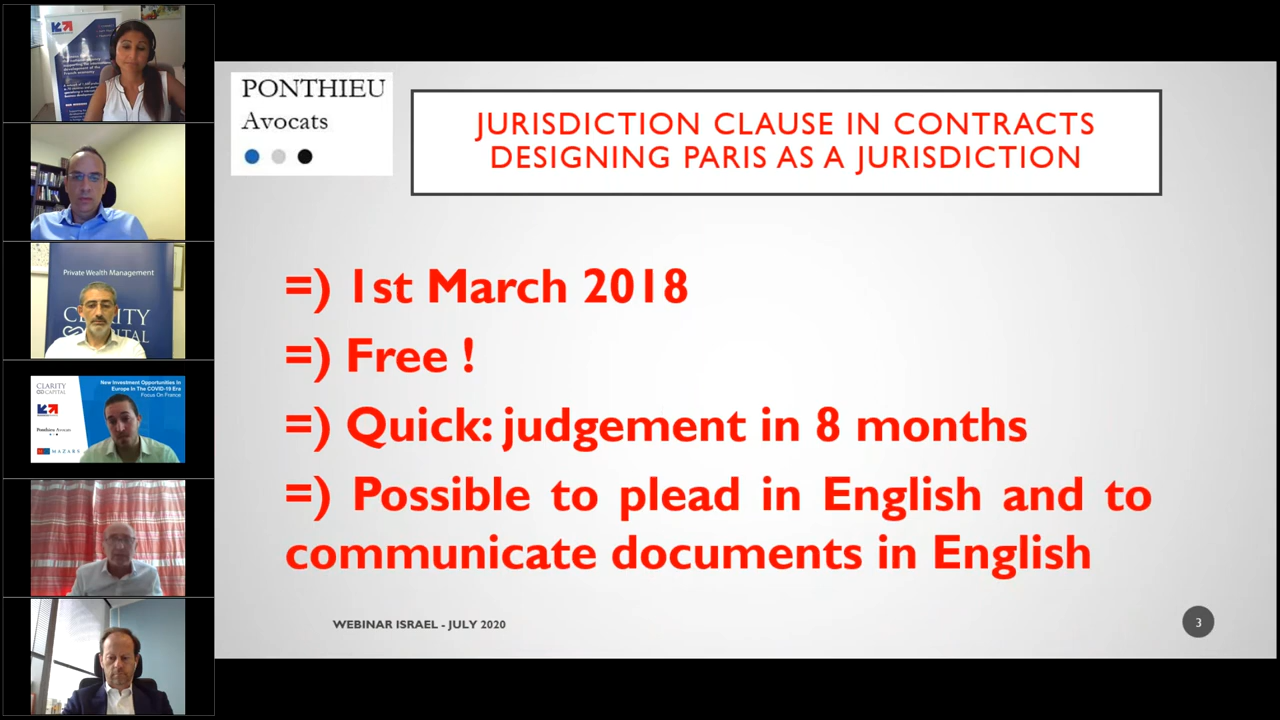 PONTHIEU
Avocats
JURISDICTION CLAUSE IN CONTRACTS
DESIGNING PARIS AS A JURISDICTION
=) 1st March 2018
=) Free !
=) Quick: judgement in 8 months
=) Possible to plead in English and to
communicate documents in English
WEBINAR ISRAEL - JULY 2020
3
Private Wealth Management
CLARITY
CLARITY
CAPITAL
New Investment Opportunities In
Europe In The COVID-19 Era
Focus On France
Ponthieu Avocats
MAZARS